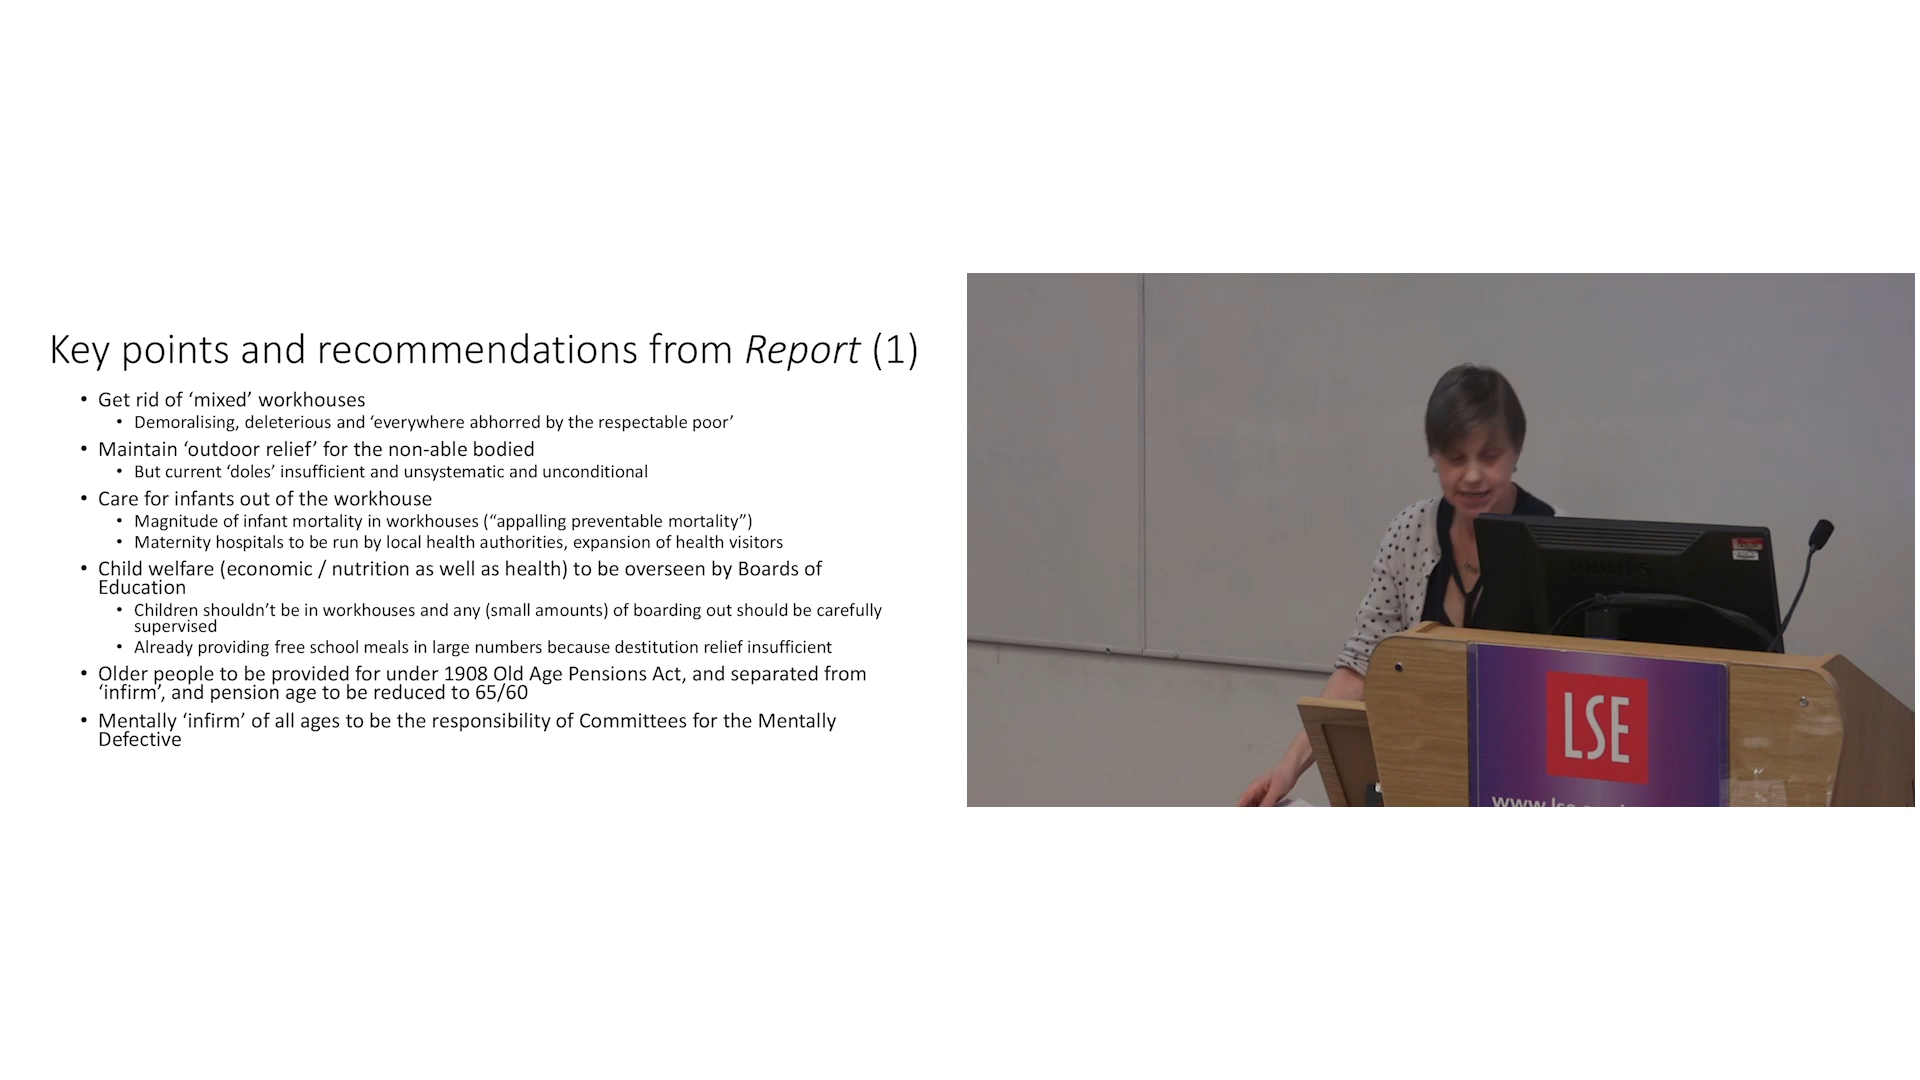 Key points and recommendations from Report (1)
• Get rid of ‘mixed’ workhouses
• Demoralising, deleterious and ‘everywhere abhorred by the respectable poor’
• Maintain ‘outdoor relief’ for the non-able bodied
• But current ‘doles’ insufficient and unsystematic and unconditional
• Care for infants out of the workhouse
• Magnitude of infant mortality in workhouses (“appalling preventable mortality”)
• Maternity hospitals to be run by local health authorities, expansion of health visitors
• Child welfare (economic / nutrition as well as health) to be overseen by Boards of
Education
• Children shouldn’t be in workhouses and any (small amounts) of boarding out should be carefully
supervised
• Already providing free school meals in large numbers because destitution relief insufficient
• Older people to be provided for under 1908 Old Age Pensions Act, and separated from
‘infirm’, and pension age to be reduced to 65/60
• Mentally ‘infirm’ of all ages to be the responsibility of Committees for the Mentally
Defective
PHILIPS
LSE